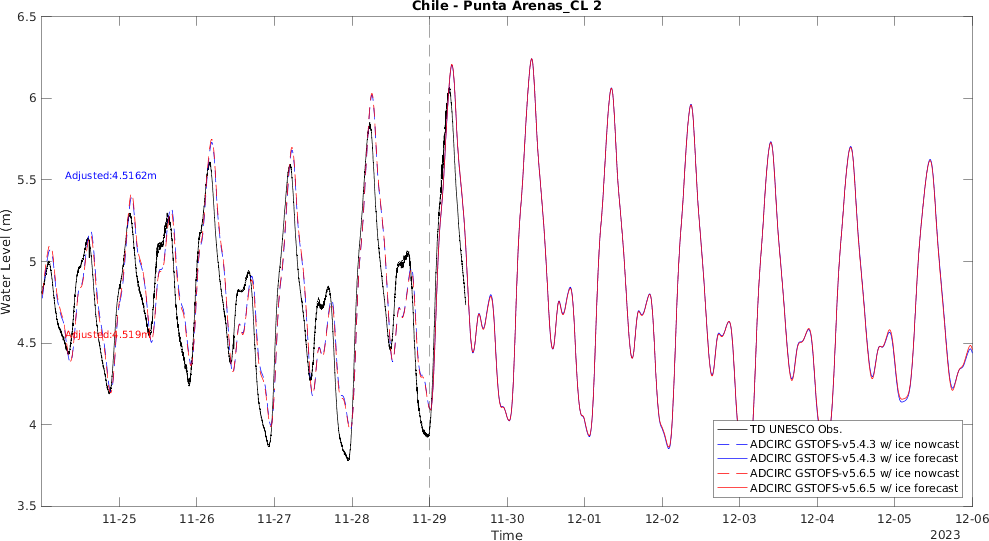 Chile - Punta Arenas_CL 2
6.5
6
5.5
5
4.5
4
3.5
Water Level (m)
Adjusted:4.5162m
Adjusted:4.519m
TD UNESCO Obs.
ADCIRC GSTOFS-v5.4.3 w/ ice nowcast
ADCIRC GSTOFS-v5.4.3 w/ ice forecast
ADCIRC GSTOFS-v5.6.5 w/ ice nowcast
ADCIRC GSTOFS-v5.6.5 w/ ice forecast
11-25 11-26 11-27 11-28 11-29 11-30 12-01 12-02 12-03 12-04 12-05 12-06
Time
2023